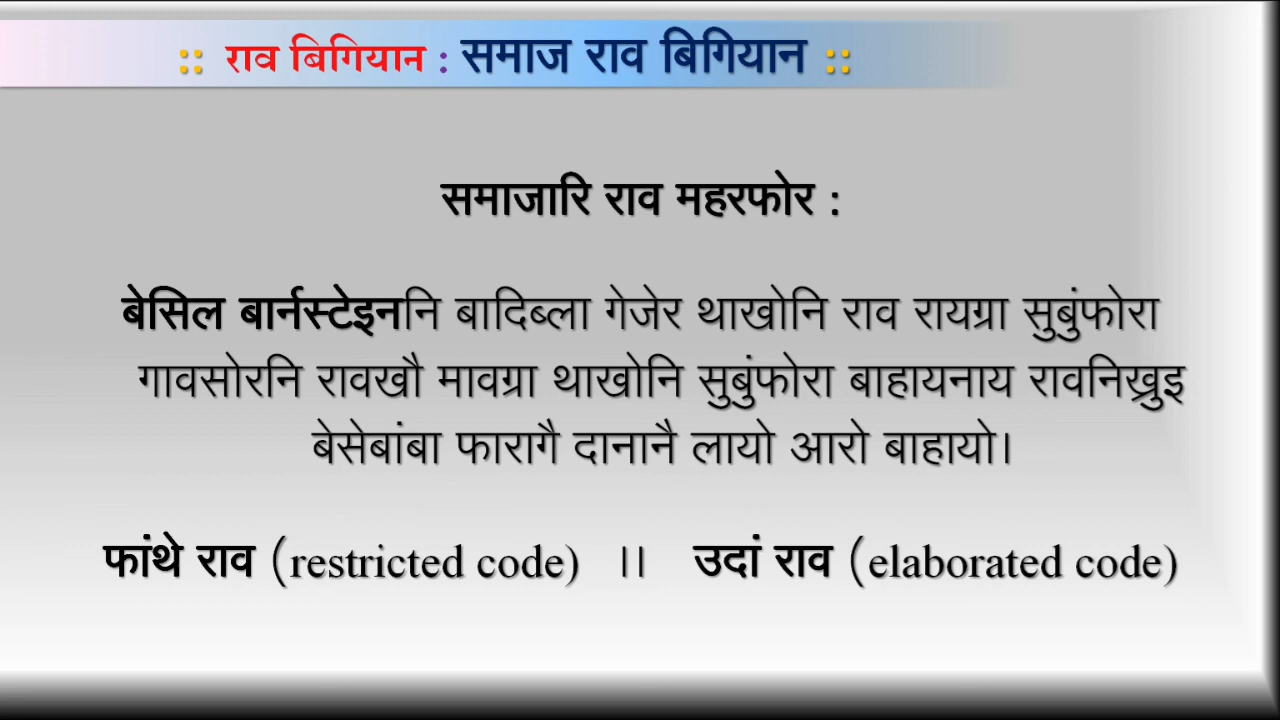 :: राव बिगियान : समाज राव बिगियान ::
समाजारि राव महरफोर :
बेसिल बार्नस्टेइननि बादिब्ला गेजेर थाखोनि राव रायग्रा सुबुंफोरा
गावसोरनि रावखौ मावग्रा थाखोनि सुबुंफोरा बाहायनाय रावनिख्रुइ
बेसेबांबा फारागै दानानै लायो आरो बाहायो।
फांथे राव (restricted code) ।। उदां राव (elaborated code)